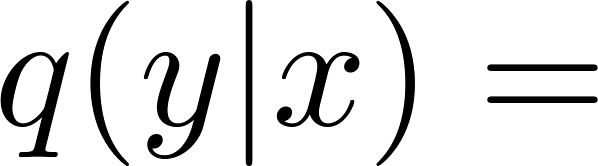 q(y|x) =